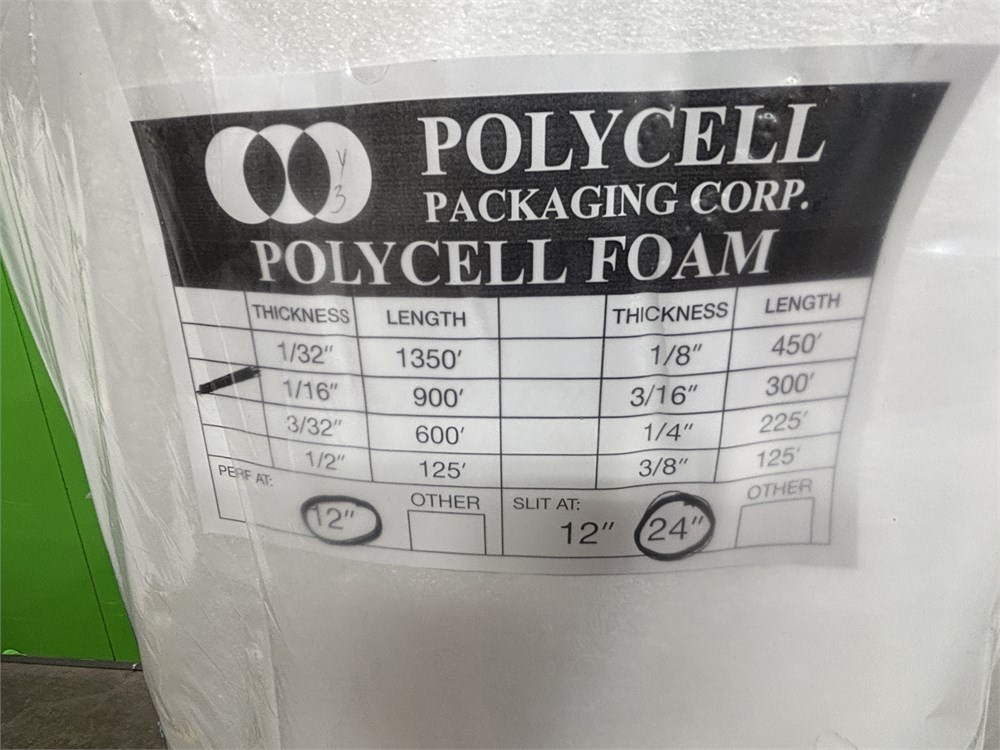 Y
3
POLYCELL
PACKAGING CORP.
POLYCELL FOAM
THICKNESS LENGTH THICKNESS LENGTH
1/32" 1350' 1/8" 450'
1/16" 900' 3/16" 300'
3/32" 600' 1/4" 225'
1/2" 125' 3/8" 125'
PERF AT: 12" OTHER SLIT AT: 12" 24" OTHER